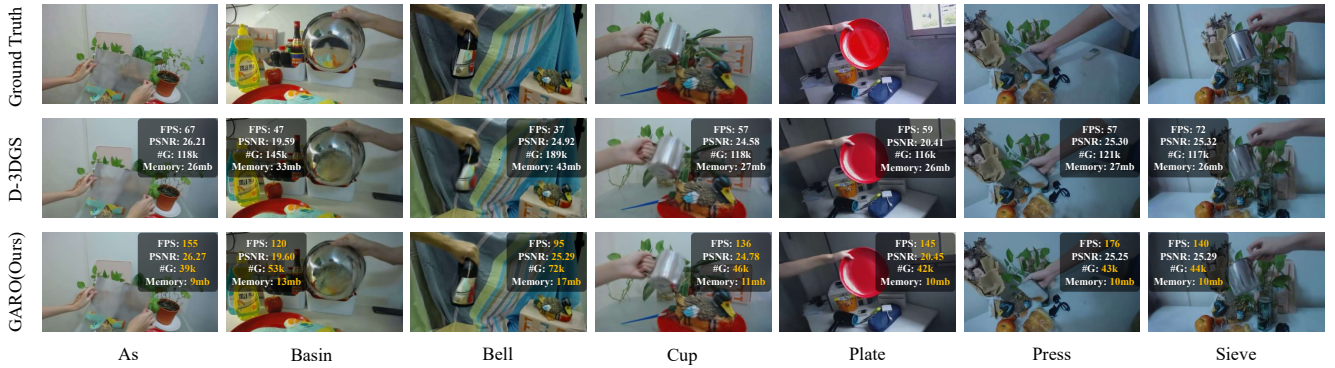 Ground Truth
D-3DGS
FPS: 67
PSNR: 26.21
#G: 118k
Memory: 26mb
FPS: 47
PSNR: 19.59
#G: 145k
Memory: 33mb
FPS: 37
PSNR: 24.92
#G: 189k
Memory: 43mb
FPS: 57
PSNR: 24.58
#G: 118k
Memory: 27mb
FPS: 59
PSNR: 20.41
#G: 116k
Memory: 26mb
FPS: 57
PSNR: 25.30
#G: 121k
Memory: 27mb
FPS: 72
PSNR: 25.32
#G: 117k
Memory: 26mb
GARO(Ours)
FPS: 155
PSNR: 26.27
#G: 39k
Memory: 9mb
FPS: 120
PSNR: 19.60
#G: 53k
Memory: 13mb
FPS: 95
PSNR: 25.29
#G: 72k
Memory: 17mb
FPS: 136
PSNR: 24.78
#G: 46k
Memory: 11mb
FPS: 145
PSNR: 20.45
#G: 42k
Memory: 10mb
FPS: 176
PSNR: 25.25
#G: 43k
Memory: 10mb
FPS: 140
PSNR: 25.29
#G: 44k
Memory: 10mb
As
Basin
Bell
Cup
Plate
Press
Sieve